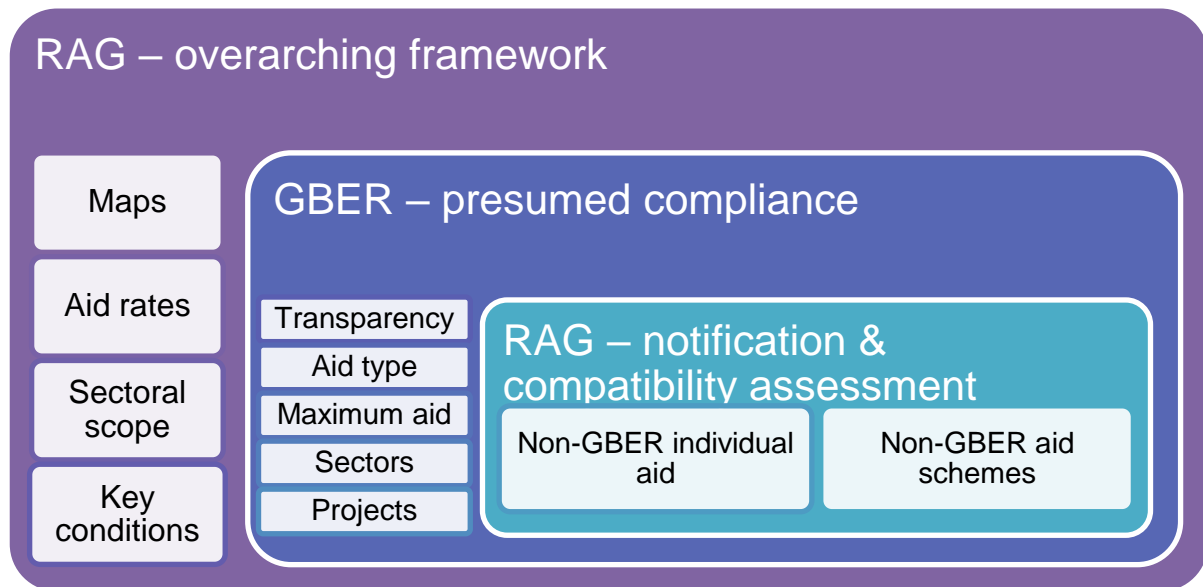 RAG – overarching framework
Maps
Aid rates
Sectoral
scope
Key
conditions
GBER – presumed compliance
Transparency
Aid type
Maximum aid
Sectors
Projects
RAG – notification &
compatibility assessment
Non-GBER individual
aid
Non-GBER aid
schemes